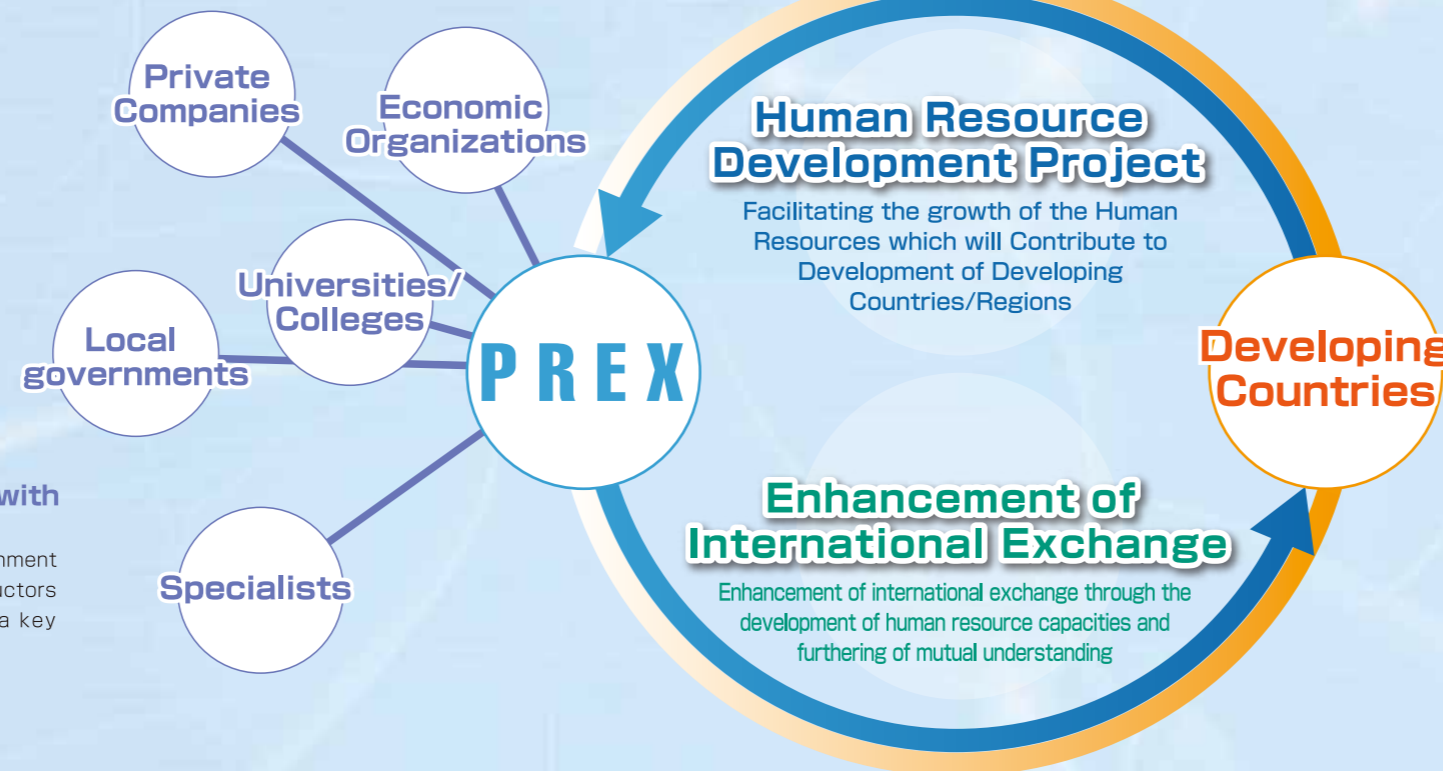 Private
Companies
Economic
Organizations
Universities/
Colleges
Local
governments
Specialists
with
nment
uctors
a key
PREX
Human Resource
Development Project
Facilitating the growth of the Human
Resources which will Contribute to
Development of Developing
Countries/Regions
Enhancement of
International Exchange
Enhancement of international exchange through the
development of human resource capacities and
furthering of mutual understanding
Developing
Countries